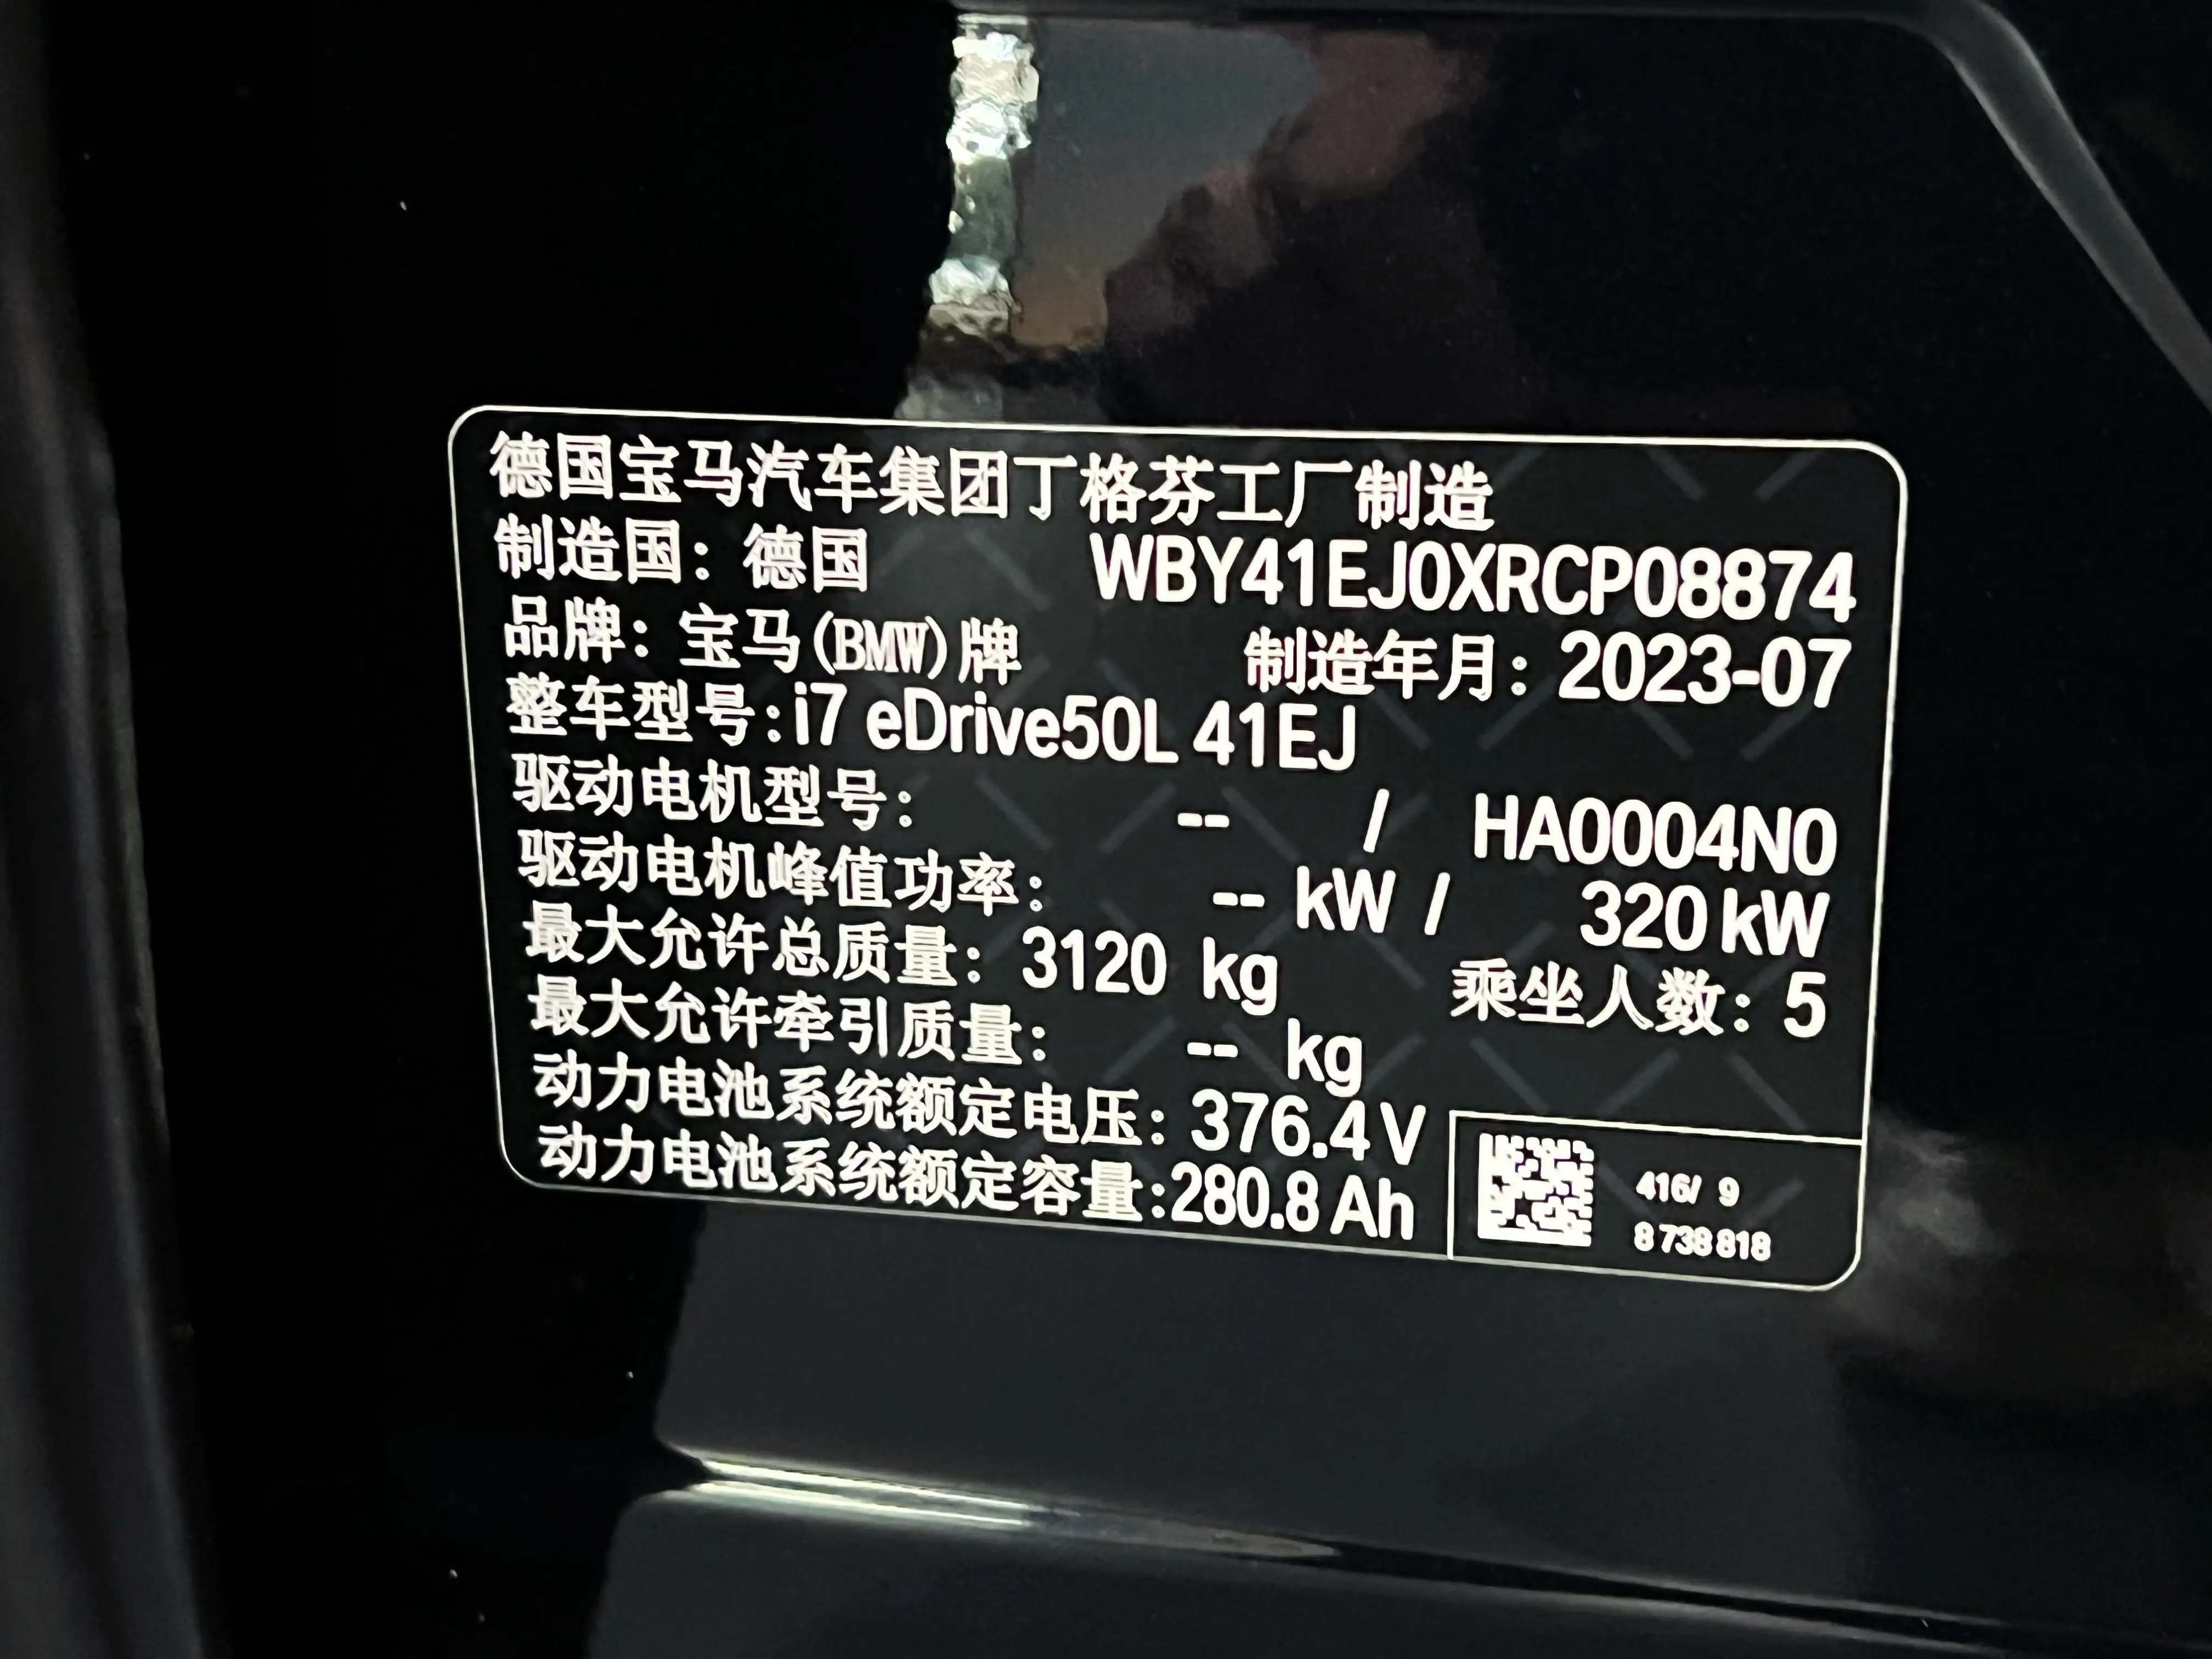 德国宝马汽车集团丁格芬工厂制造
制造国：德国 WBY41EJ0XRCP08874
品牌：宝马(BMW)牌 制造年月：2023-07
整车型号:i7 eDrive50L 41EJ
驱动电机型号： -- / HA0004N0
驱动电机峰值功率： -- kW / 320 kW
最大允许总质量：3120 kg 乘坐人数：5
最大允许牵引质量： -- kg
动力电池系统额定电压：376.4 V
动力电池系统额定容量:280.8 Ah
416/ 9
8 738 818